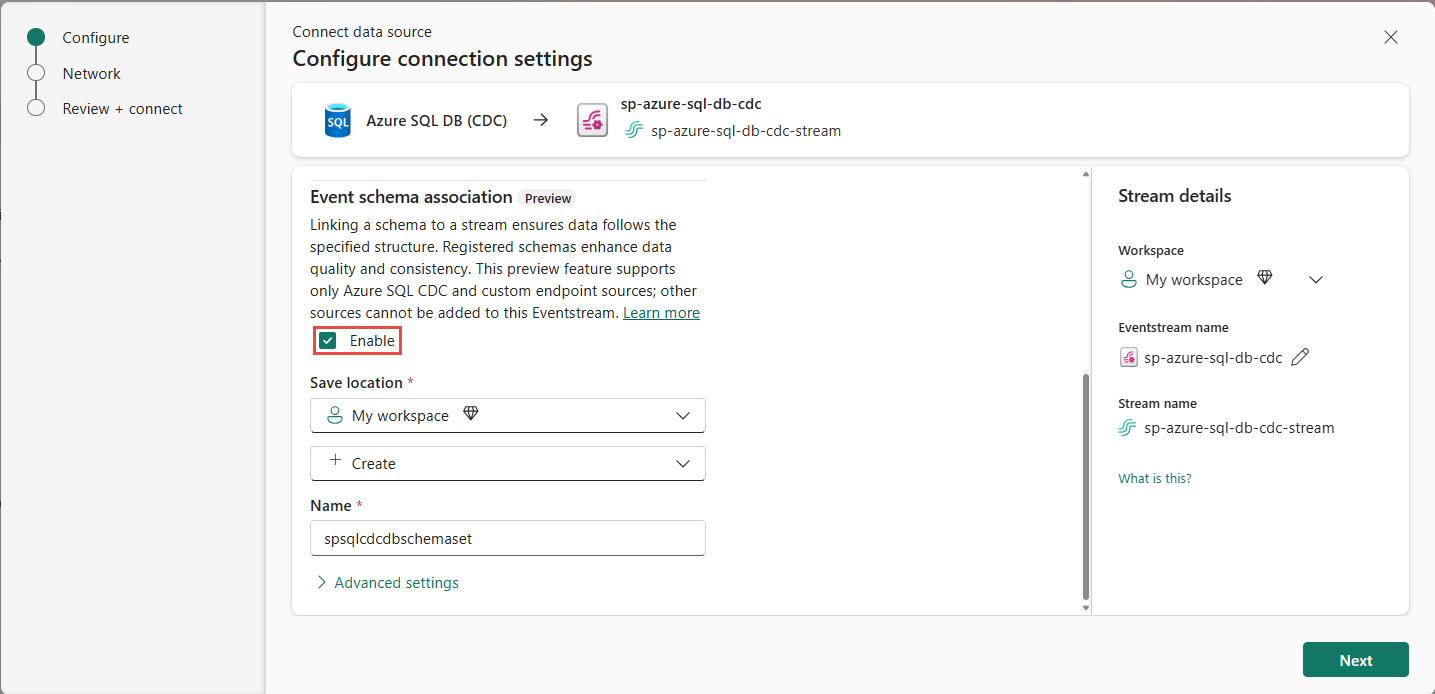 Configure
Network
Review + connect
Connect data source
Configure connection settings
SQL
Azure SQL DB (CDC)
sp-azure-sql-db-cdc
sp-azure-sql-db-cdc-stream
Event schema association Preview
Linking a schema to a stream ensures data follows the
specified structure. Registered schemas enhance data
quality and consistency. This preview feature supports
only Azure SQL CDC and custom endpoint sources; other
sources cannot be added to this Eventstream. Learn more
Enable
Save location *
My workspace
+ Create
Name *
spsqlcdcdbschemaset
Advanced settings
Stream details
Workspace
My workspace
Eventstream name
sp-azure-sql-db-cdc
Stream name
sp-azure-sql-db-cdc-stream
What is this?
Next